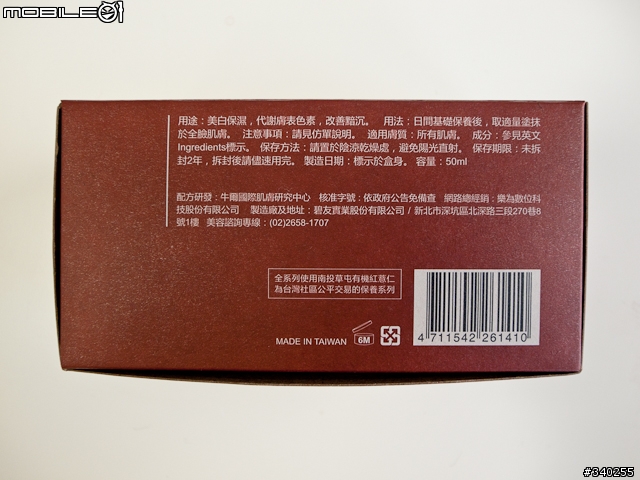 MOBILE01
用途：美白保濕，代謝膚表色素，改善黯沉。 用法：日間基礎保養後，取適量塗抹
於全臉肌膚。 注意事項：請見仿單說明。 適用膚質：所有肌膚。 成分：參見英文
Ingredients標示。 保存方法：請置於陰涼乾燥處，避免陽光直射。 保存期限：未拆
封2年，拆封後請儘速用完。 製造日期：標示於盒身。 容量：50ml
配方研發：牛爾國際肌膚研究中心 核准字號：依政府公告免備查 網路總經銷：樂為數位科
技股份有限公司 製造廠及地址：碧友實業股份有限公司 / 新北市深坑區北深路三段270巷8
號1樓 美容諮詢專線：(02)2658-1707
全系列使用南投草屯有機紅薏仁
為台灣社區公平交易的保養系列
MADE IN TAIWAN 6M
4 711542 261410
#340255